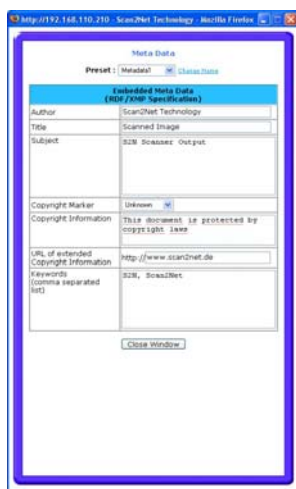 http://192.168.110.210 - Scan2Net Technology - Mozilla Firefox
Meta Data
Preset : Metadata1 Change Name
Embedded Meta Data
(RDF/XMP Specification)
Author Scan2Net Technology
Title Scanned Image
Subject S2N Scanner Output
Copyright Marker Unknown
Copyright Information This document is protected by
copyright laws
URL of extended
Copyright Information http://www.scan2net.de
Keywords S2N, Scan2Net
(comma separated
list)
Close Window